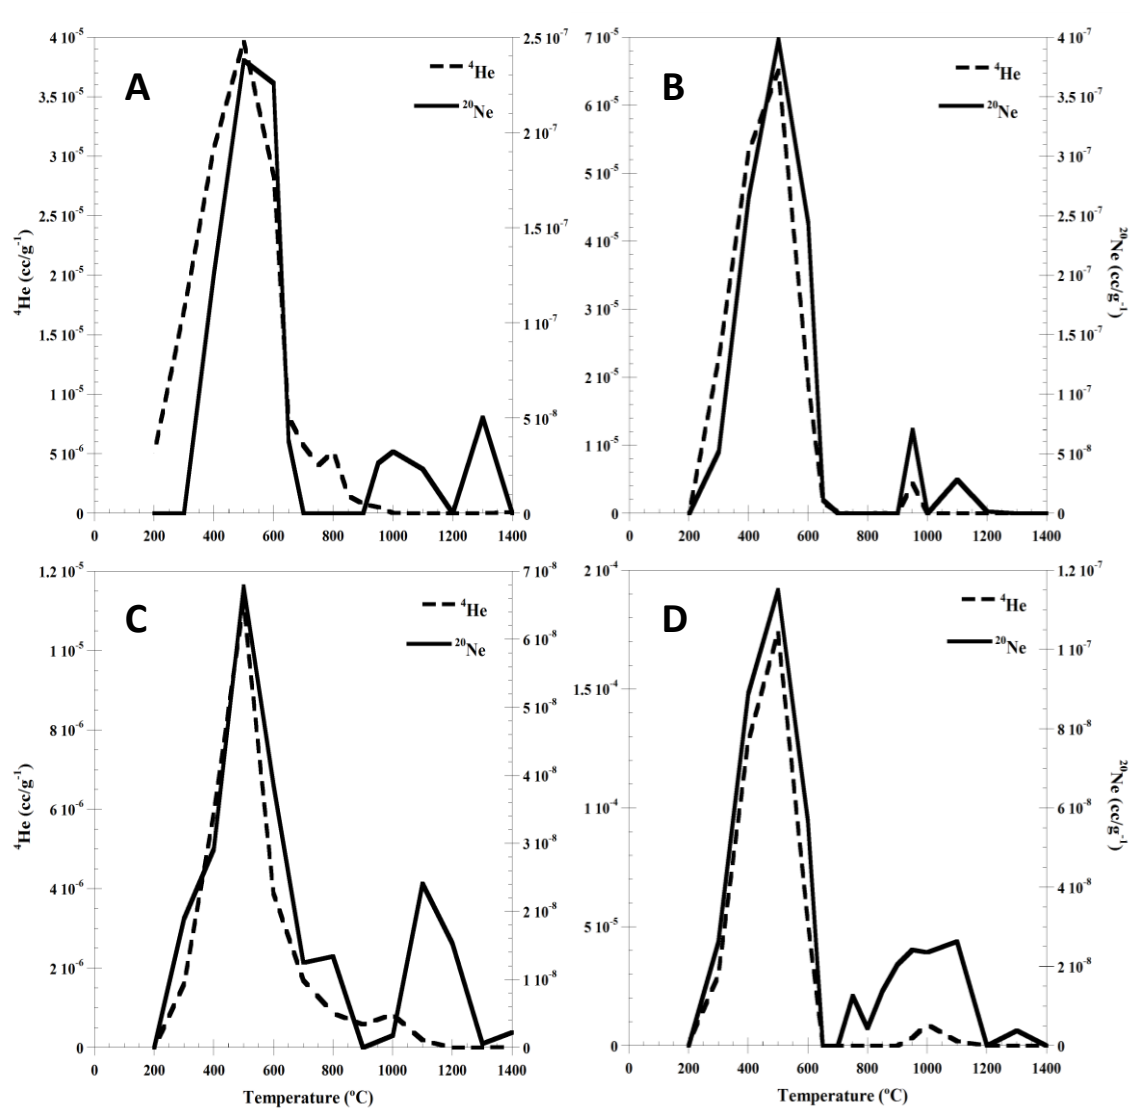 A
⁴He
²⁰Ne
4 10⁻⁵
3.5 10⁻⁵
3 10⁻⁵
2.5 10⁻⁵
2 10⁻⁵
1.5 10⁻⁵
1 10⁻⁵
5 10⁻⁶
0
⁴He (cc/g⁻¹)
2.5 10⁻⁷
2 10⁻⁷
1.5 10⁻⁷
1 10⁻⁷
5 10⁻⁸
0
0 200 400 600 800 1000 1200 1400
B
⁴He
²⁰Ne
7 10⁻⁵
6 10⁻⁵
5 10⁻⁵
4 10⁻⁵
3 10⁻⁵
2 10⁻⁵
1 10⁻⁵
0
4 10⁻⁷
3.5 10⁻⁷
3 10⁻⁷
2.5 10⁻⁷
2 10⁻⁷
1.5 10⁻⁷
1 10⁻⁷
5 10⁻⁸
0
²⁰Ne (cc/g⁻¹)
0 200 400 600 800 1000 1200 1400
C
⁴He
²⁰Ne
1.2 10⁻⁵
1 10⁻⁵
8 10⁻⁶
6 10⁻⁶
4 10⁻⁶
2 10⁻⁶
0
⁴He (cc/g⁻¹)
7 10⁻⁸
6 10⁻⁸
5 10⁻⁸
4 10⁻⁸
3 10⁻⁸
2 10⁻⁸
1 10⁻⁸
0
0 200 400 600 800 1000 1200 1400
Temperature (ºC)
D
⁴He
²⁰Ne
2 10⁻⁴
1.5 10⁻⁴
1 10⁻⁴
5 10⁻⁵
0
1.2 10⁻⁷
1 10⁻⁷
8 10⁻⁸
6 10⁻⁸
4 10⁻⁸
2 10⁻⁸
0
²⁰Ne (cc/g⁻¹)
0 200 400 600 800 1000 1200 1400
Temperature (ºC)